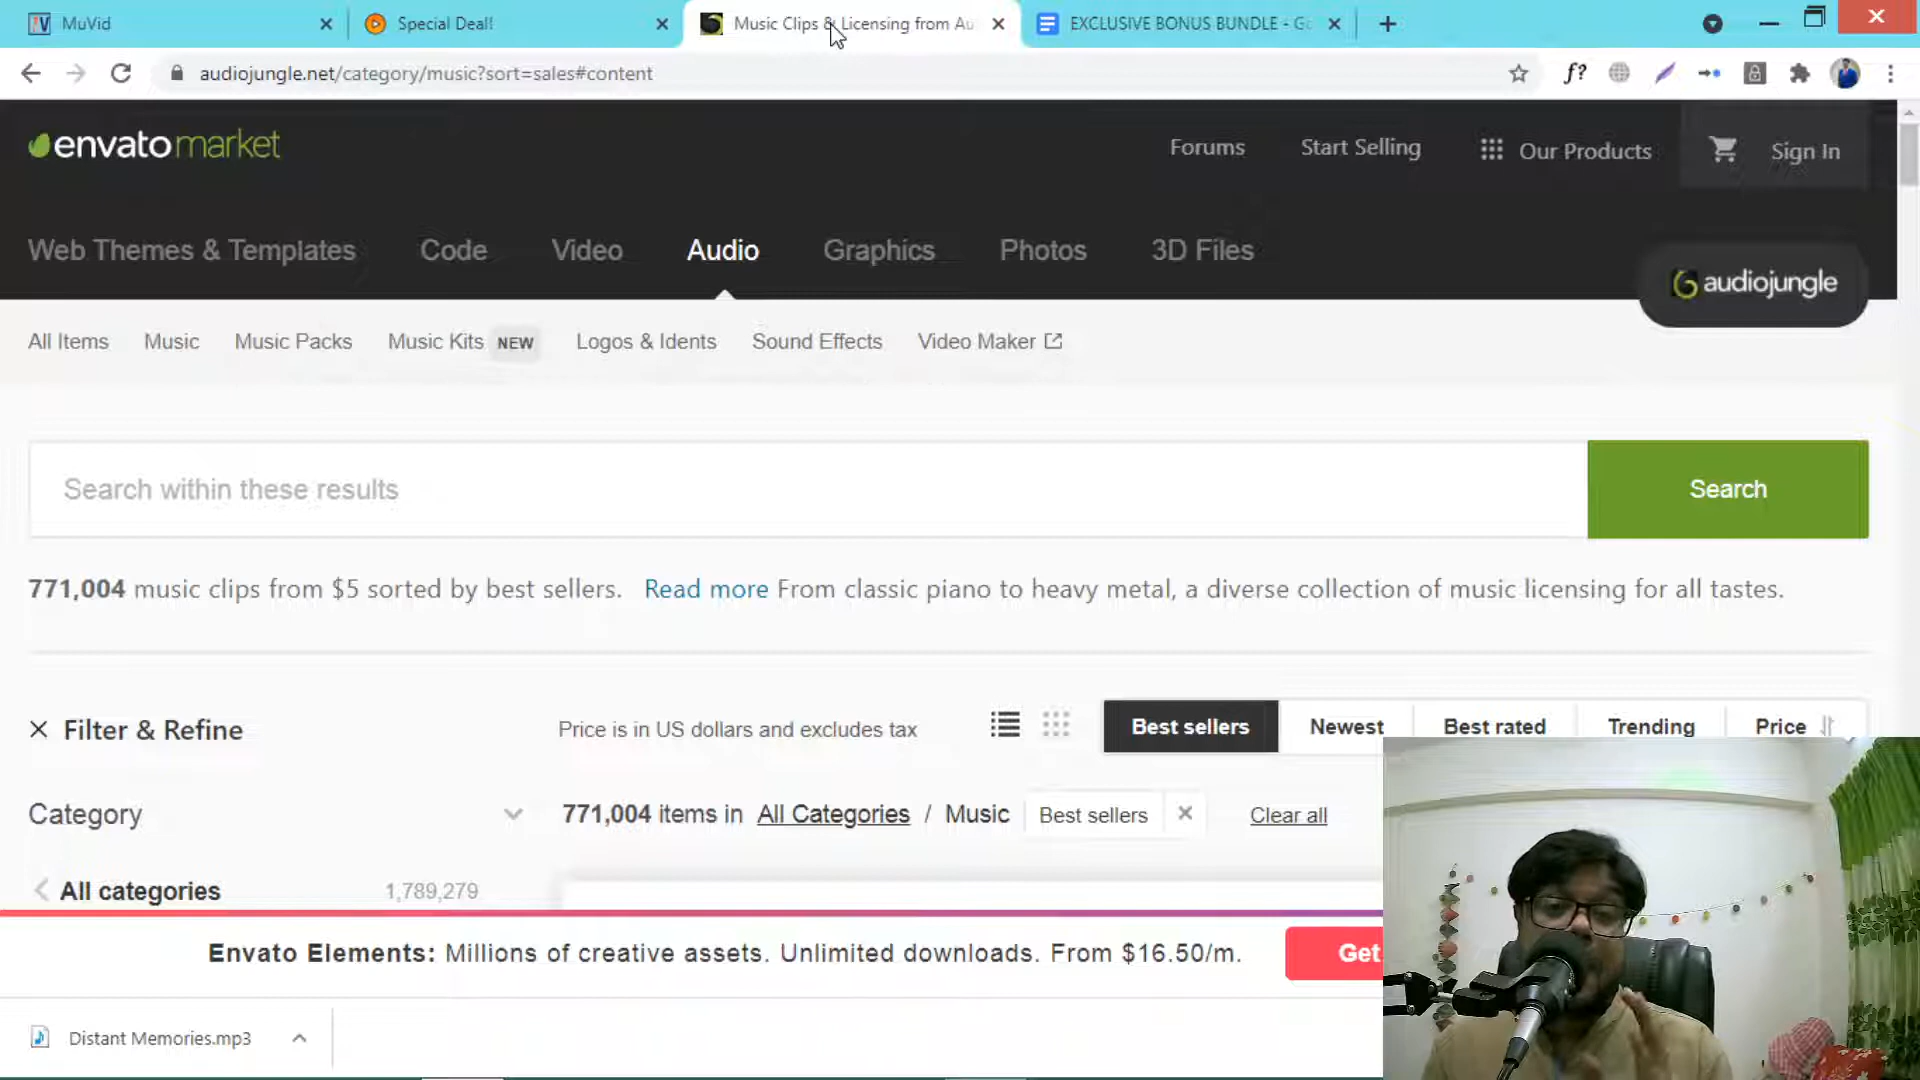 MuVid
Special Deal!
Music Clips & Licensing from Au
EXCLUSIVE BONUS BUNDLE - Go
audiojungle.net/category/music?sort=sales#content
f?
envato market
Forums
Start Selling
Our Products
Sign In
Web Themes & Templates
Code
Video
Audio
Graphics
Photos
3D Files
audiojungle
All Items
Music
Music Packs
Music Kits NEW
Logos & Idents
Sound Effects
Video Maker
Search within these results
Search
771,004 music clips from $5 sorted by best sellers. Read more From classic piano to heavy metal, a diverse collection of music licensing for all tastes.
Filter & Refine
Price is in US dollars and excludes tax
Best sellers
Newest
Best rated
Trending
Price
Category
771,004 items in All Categories / Music
Best sellers
Clear all
All categories
1,789,279
Envato Elements: Millions of creative assets. Unlimited downloads. From $16.50/m.
Get
Distant Memories.mp3